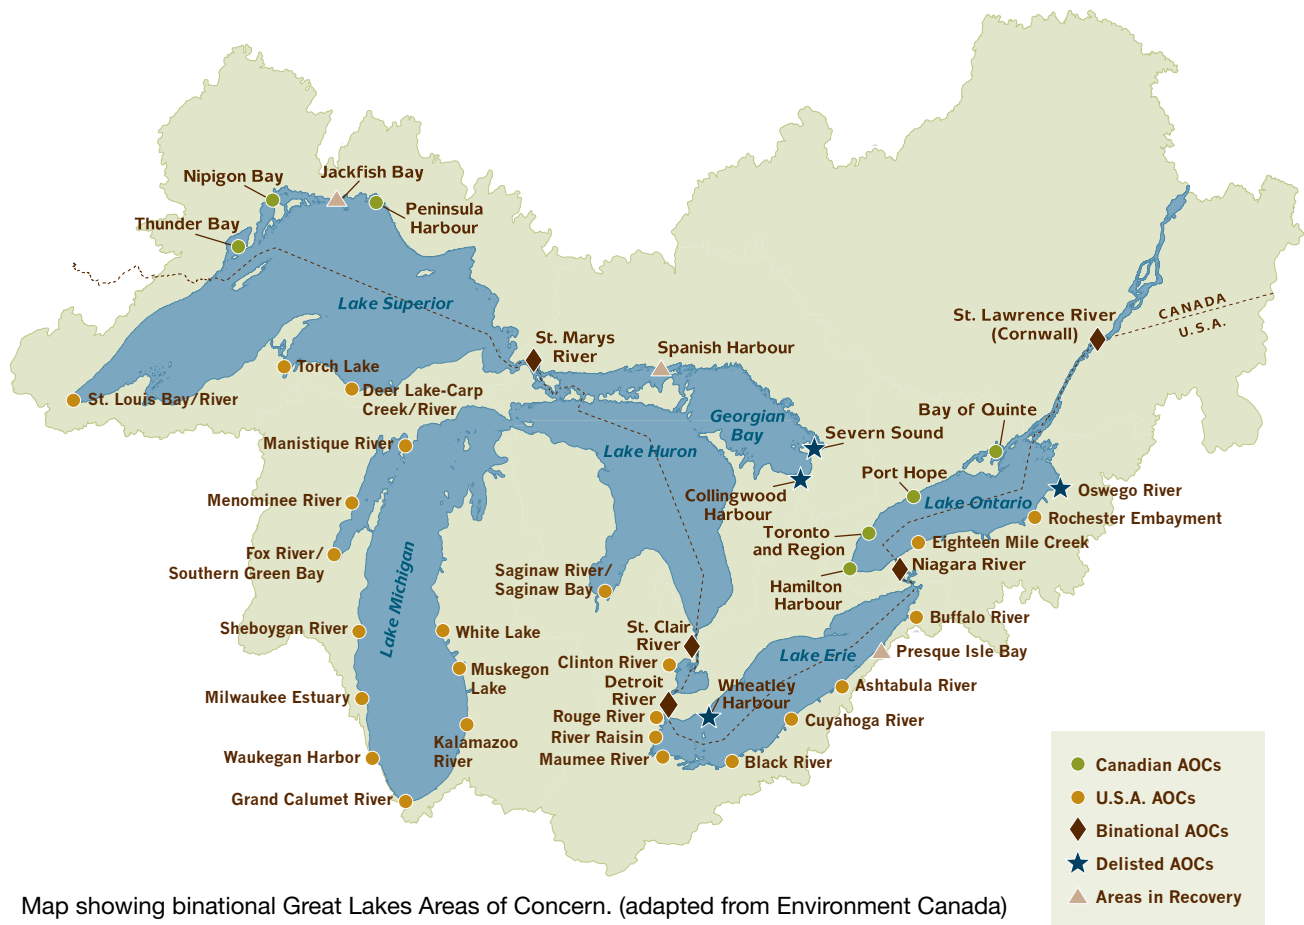 Nipigon Bay
Jackfish Bay
Thunder Bay
Peninsula
Harbour
Lake Superior
St. Marys
River
Spanish Harbour
St. Lawrence River
(Cornwall)
CANADA
U.S.A.
Torch Lake
Deer Lake-Carp
Creek/River
St. Louis Bay/River
Manistique River
Georgian
Bay
Bay of Quinte
Severn Sound
Lake Huron
Port Hope
Menominee River
Collingwood
Harbour
Lake Ontario
Oswego River
Rochester Embayment
Toronto
and Region
Eighteen Mile Creek
Fox River/
Southern Green Bay
Niagara River
Saginaw River/
Saginaw Bay
Hamilton
Harbour
Lake Michigan
Buffalo River
Sheboygan River
White Lake
St. Clair
River
Lake Erie
Presque Isle Bay
Clinton River
Muskegon
Lake
Detroit
River
Wheatley
Harbour
Ashtabula River
Milwaukee Estuary
Rouge River
Cuyahoga River
River Raisin
Kalamazoo
River
Waukegan Harbor
Maumee River
Black River
Grand Calumet River
Canadian AOCs
U.S.A. AOCs
Binational AOCs
Delisted AOCs
Areas in Recovery
Map showing binational Great Lakes Areas of Concern. (adapted from Environment Canada)